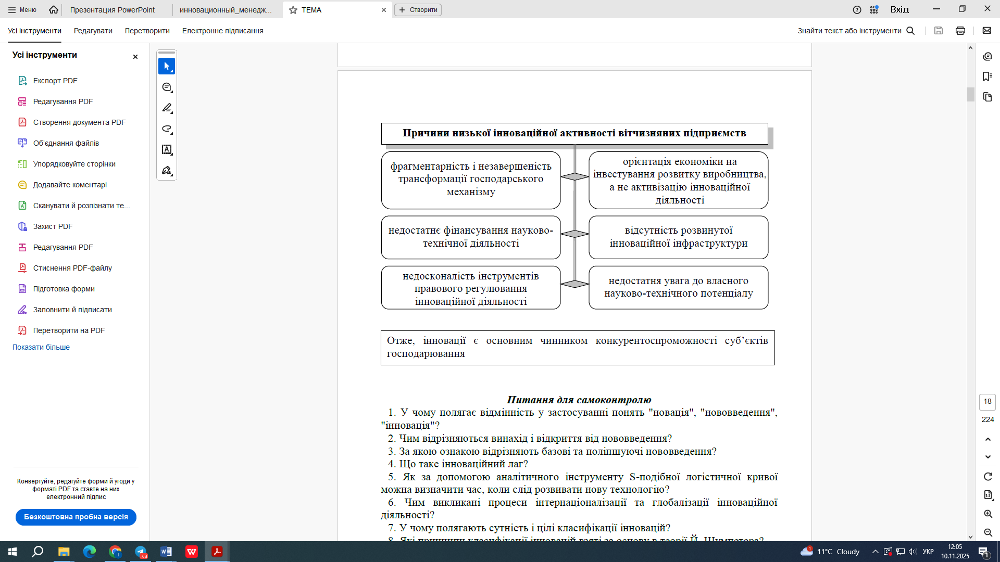 Меню
Презентация PowerPoint
инновационный_менедж...
ТЕМА
Створити
Вхід
Усі інструменти
Редагувати
Перетворити
Електронне підписання
Знайти текст або інструменти
Усі інструменти
Експорт PDF
Редагування PDF
Створення документа PDF
Об'єднання файлів
Упорядковуйте сторінки
Додавайте коментарі
Сканувати й розпізнати те...
Захист PDF
Редагування PDF
Стиснення PDF-файлу
Підготовка форми
Заповнити й підписати
Перетворити на PDF
Показати більше
Конвертуйте, редагуйте форми й угоди у
форматі PDF та ставте на них
електронний підпис
Безкоштовна пробна версія
Причини низької інноваційної активності вітчизняних підприємств
фрагментарність і незавершеність
трансформації господарського
механізму
орієнтація економіки на
інвестування розвитку виробництва,
а не активізацію інноваційної
діяльності
недостатнє фінансування науково-
технічної діяльності
відсутність розвинутої
інноваційної інфраструктури
недосконалість інструментів
правового регулювання
інноваційної діяльності
недостатня увага до власного
науково-технічного потенціалу
Отже, інновації є основним чинником конкурентоспроможності суб’єктів
господарювання
Питання для самоконтролю
1. У чому полягає відмінність у застосуванні понять "новація", "нововведення",
"інновація"?
2. Чим відрізняються винахід і відкриття від нововведення?
3. За якою ознакою відрізняють базові та поліпшуючі нововведення?
4. Що таке інноваційний лаг?
5. Як за допомогою аналітичного інструменту S-подібної логістичної кривої
можна визначити час, коли слід розвивати нову технологію?
6. Чим викликані процеси інтернаціоналізації та глобалізації інноваційної
діяльності?
7. У чому полягають сутність і цілі класифікації інновацій?
8. Які принципи класифікації інновацій взяті за основу в теорії Й. Шумпетера?
18
224
1:1
.63
1
11°C Cloudy
УКР
12:05
10.11.2025
1